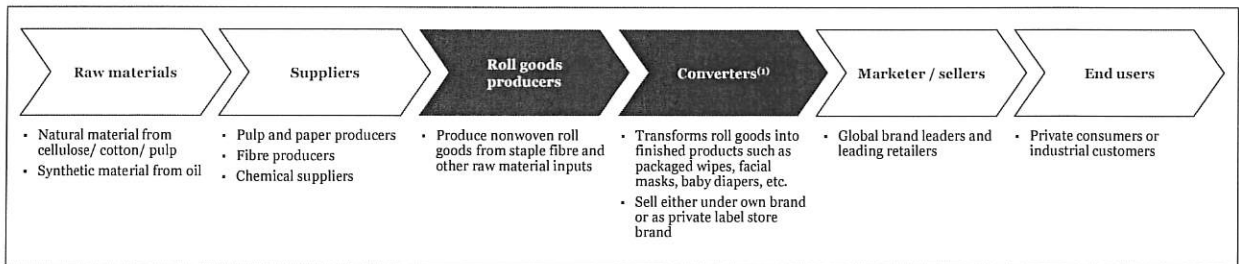 Raw materials
Suppliers
Roll goods
producers
Converters(1)
Marketer / sellers
End users
▪ Natural material from
cellulose/ cotton/ pulp
▪ Synthetic material from oil
▪ Pulp and paper producers
▪ Fibre producers
▪ Chemical suppliers
▪ Produce nonwoven roll
goods from staple fibre and
other raw material inputs
▪ Transforms roll goods into
finished products such as
packaged wipes, facial
masks, baby diapers, etc.
▪ Sell either under own brand
or as private label store
brand
▪ Global brand leaders and
leading retailers
▪ Private consumers or
industrial customers